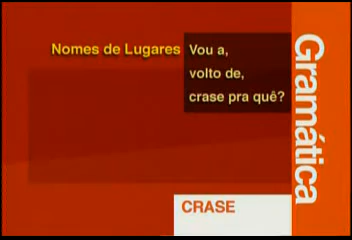 Nomes de Lugares Vou a,
volto de,
crase pra quê?
Gramática
CRASE